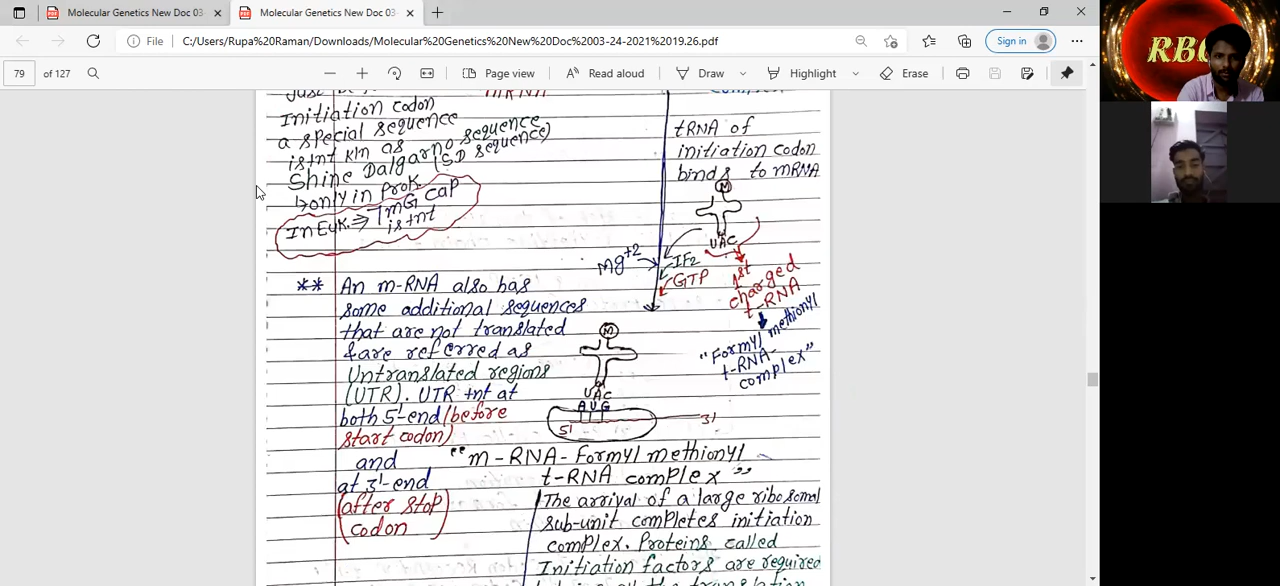 Molecular Genetics New Doc 03-
Molecular Genetics New Doc 03-
File
C:/Users/Rupa%20Raman/Downloads/Molecular%20Genetics%20New%20Doc%2003-24-2021%2019.26.pdf
Sign in
79 of 127
Page view
Read aloud
Draw
Highlight
Erase
RBC
mRNA
Initiation codon
a special sequence
is +nt k/n as
Shine Dalgarno sequence
(SD sequence)
↳only in prok.
In Euk. ⇒ 7mG cap
is +nt
** An m-RNA also has
some additional sequences
that are not translated
& are referred as
Untranslated regions
(UTR). UTR +nt at
both 5'-end (before
start codon)
and
at 3'-end
(after stop
codon)
tRNA of
initiation codon
binds to mRNA
M
UAC
Mg+2
IF2
GTP
1st
charged
t-RNA
"Formyl methionyl
t-RNA-
complex"
M
UAC
AUG
5'
3'
"m-RNA-Formyl methionyl
t-RNA complex"
The arrival of a large ribosomal
sub-unit completes initiation
complex. Proteins called
Initiation factors are required